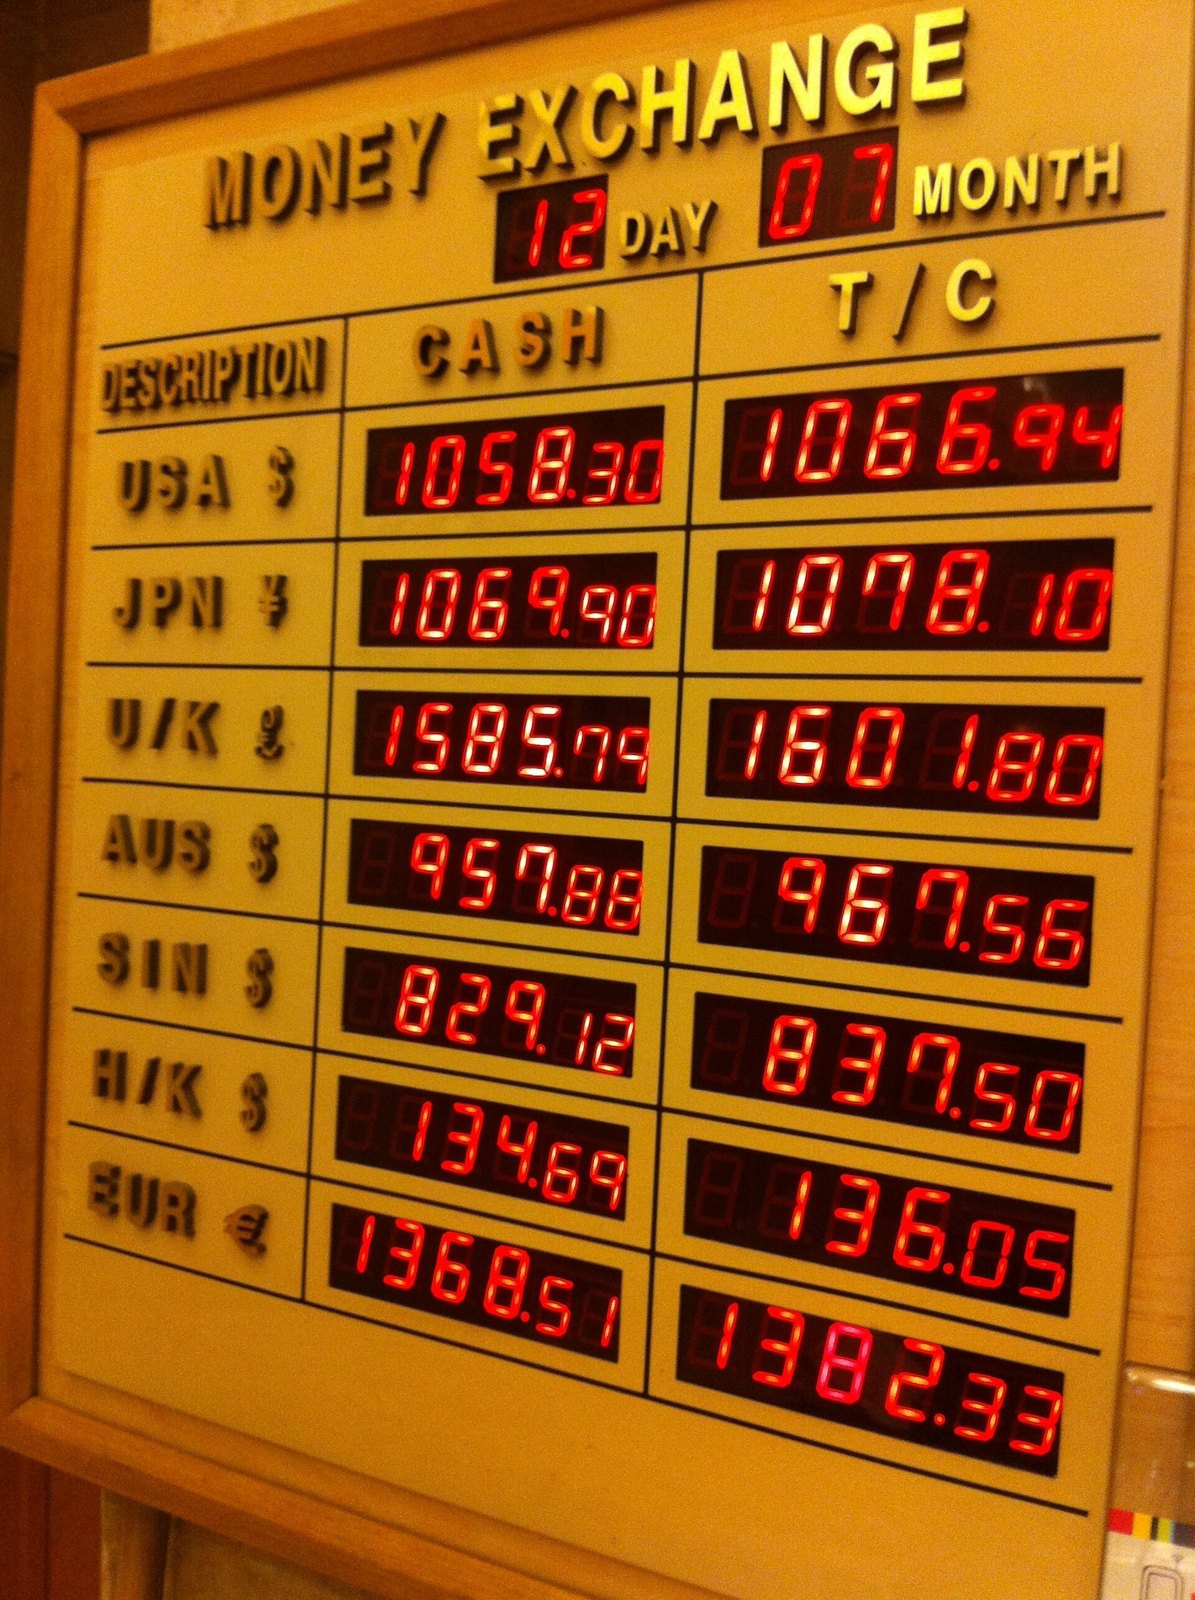 MONEY EXCHANGE
12 DAY 07 MONTH
DESCRIPTION CASH T/C
USA $ 1058.30 1066.94
JPN ¥ 1069.90 1078.10
U/K £ 1585.79 1601.80
AUS $ 957.88 967.56
SIN $ 829.12 837.50
H/K $ 134.69 136.05
EUR € 1368.51 1382.33